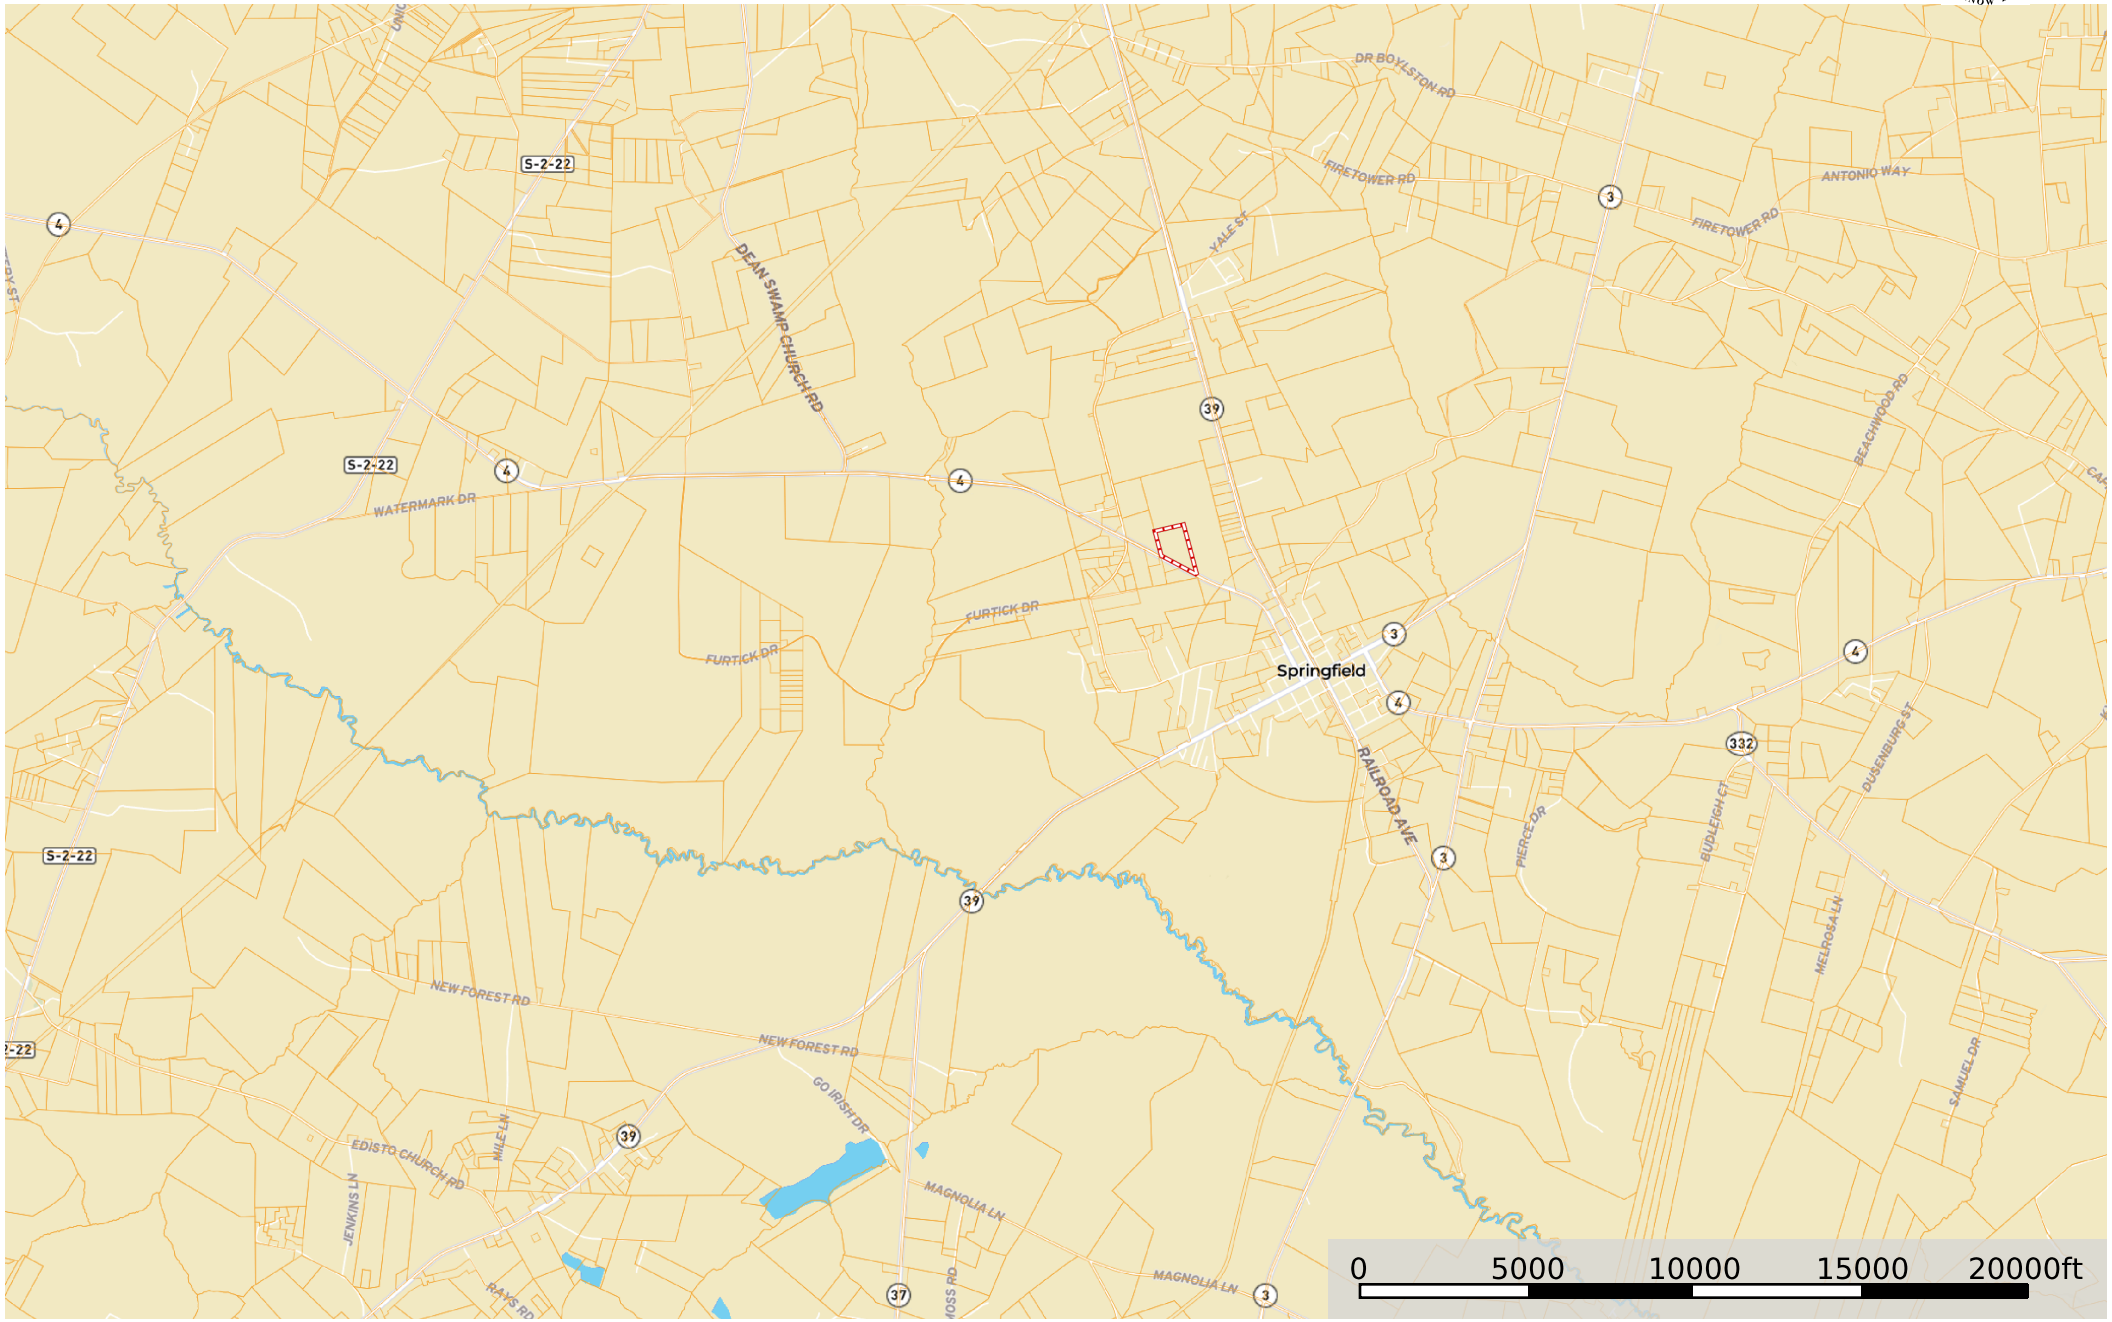 DR BOYLSTON RD
S-2-22
FIRETOWER RD
ANTONIO WAY
3
4
YALE ST
FIRETOWER RD
DEAN SWAMP CHURCH RD
39
BEACHWOOD RD
S-2-22
4
4
WATERMARK DR
FURTICK DR
3
FURTICK DR
4
Springfield
4
332
DUSENBURG ST
RAILROAD AVE
BUDLEIGH CT
PIERCE DR
S-2-22
3
39
MELROSA LN
NEW FOREST RD
NEW FOREST RD
2-22
SAMUEL DR
GO IRISH DR
39
MILE LN
EDISTO CHURCH RD
JENKINS LN
MAGNOLIA LN
MAGNOLIA LN
RAYS RD
37
MOSS RD
3
0 5000 10000 15000 20000ft